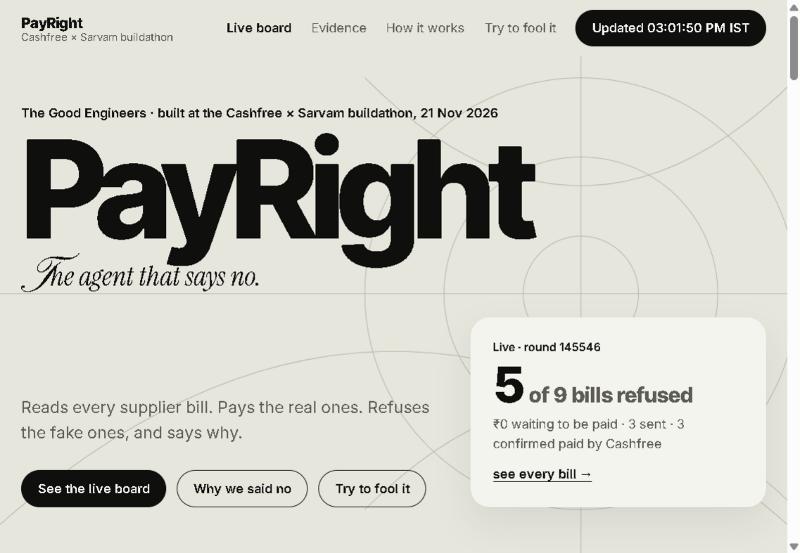 PayRight
Cashfree × Sarvam buildathon
Live board
Evidence
How it works
Try to fool it
Updated 03:01:50 PM IST
The Good Engineers · built at the Cashfree × Sarvam buildathon, 21 Nov 2026
PayRight
The agent that says no.
Live · round 145546
5 of 9 bills refused
₹0 waiting to be paid · 3 sent · 3
confirmed paid by Cashfree
see every bill →
Reads every supplier bill. Pays the real ones. Refuses
the fake ones, and says why.
See the live board
Why we said no
Try to fool it